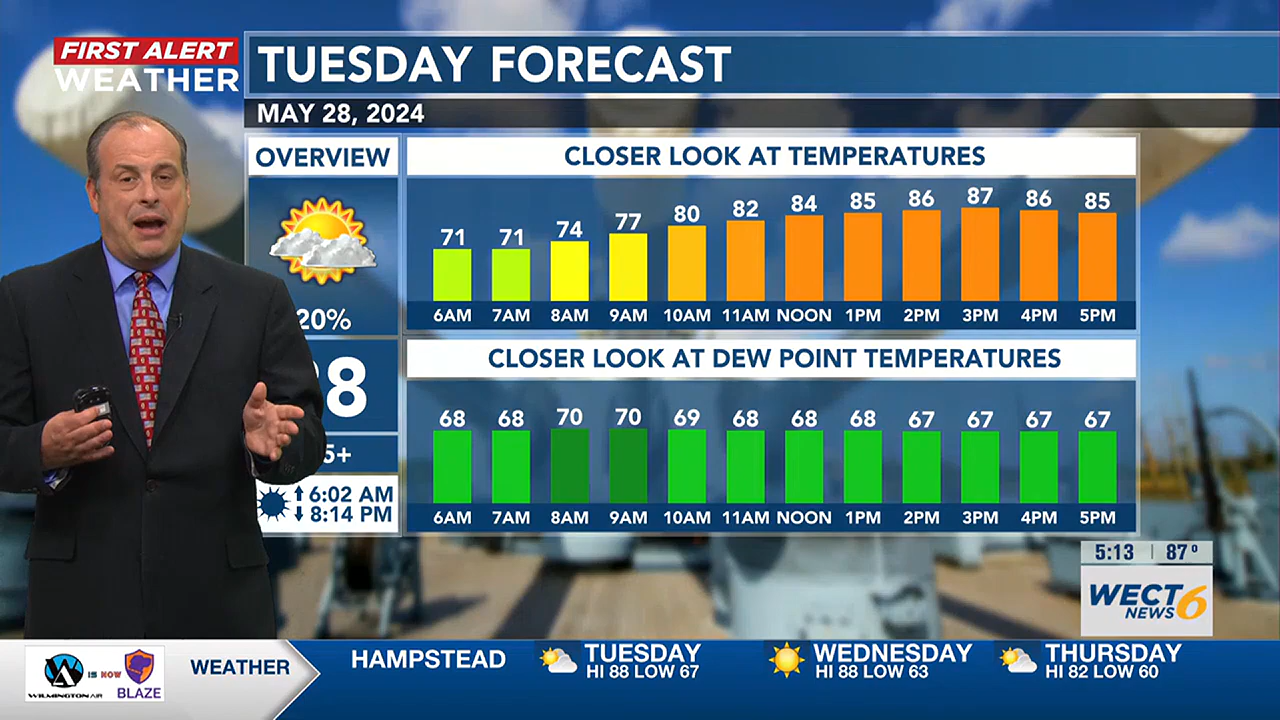 FIRST ALERT
WEATHER
TUESDAY FORECAST
MAY 28, 2024
OVERVIEW
20%
8
5+
6:02 AM
8:14 PM
CLOSER LOOK AT TEMPERATURES
71 71 74 77 80 82 84 85 86 87 86 85
6AM 7AM 8AM 9AM 10AM 11AM NOON 1PM 2PM 3PM 4PM 5PM
CLOSER LOOK AT DEW POINT TEMPERATURES
68 68 70 70 69 68 68 68 67 67 67 67
6AM 7AM 8AM 9AM 10AM 11AM NOON 1PM 2PM 3PM 4PM 5PM
5:13 | 87°
WECT 6
NEWS
WILMINGTON AIR
IS NOW
BLAZE
WEATHER
HAMPSTEAD
TUESDAY
HI 88 LOW 67
WEDNESDAY
HI 88 LOW 63
THURSDAY
HI 82 LOW 60